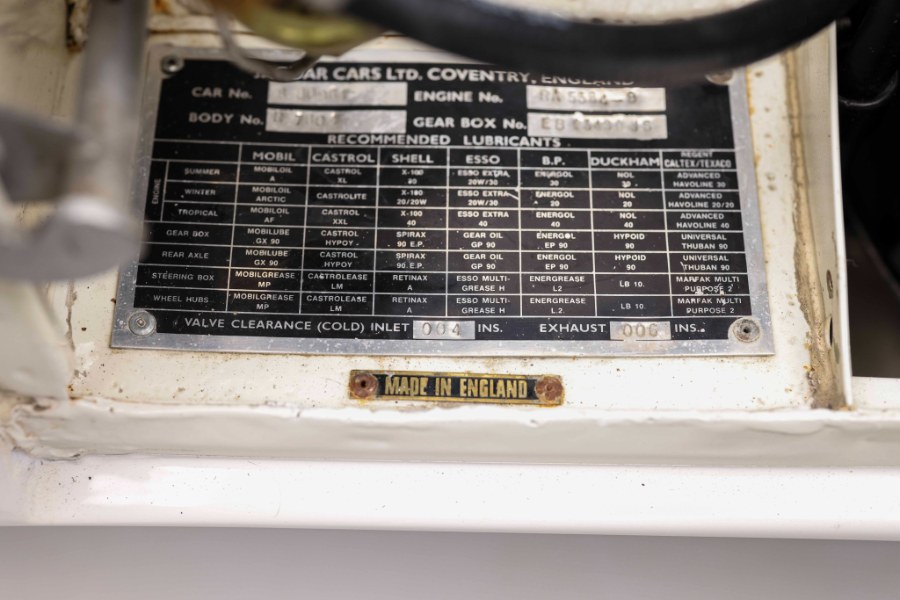 CARS LTD. COVENTRY, ENGLAND
CAR No. ENGINE No. RA 5384-9
BODY No. GEAR BOX No.
RECOMMENDED LUBRICANTS
MOBIL CASTROL SHELL ESSO B.P. DUCKHAM REGENT CALTEX/TEXACO
ENGINE
SUMMER MOBILOIL A CASTROL XL X-100 30 ESSO EXTRA 20W/30 ENERGOL 30 NOL 30 ADVANCED HAVOLINE 30
WINTER MOBILOIL ARCTIC CASTROLITE X-100 20/20W ESSO EXTRA 20W/30 ENERGOL 20 NOL 20 ADVANCED HAVOLINE 20/20
TROPICAL MOBILOIL AF CASTROL XXL X-100 40 ESSO EXTRA 40 ENERGOL 40 NOL 40 ADVANCED HAVOLINE 40
GEAR BOX MOBILUBE GX 90 CASTROL HYPOY SPIRAX 90 E.P. GEAR OIL GP 90 ENERGOL EP 90 HYPOID 90 UNIVERSAL THUBAN 90
REAR AXLE MOBILUBE GX 90 CASTROL HYPOY SPIRAX 90 E.P. GEAR OIL GP 90 ENERGOL EP 90 HYPOID 90 UNIVERSAL THUBAN 90
STEERING BOX MOBILGREASE MP CASTROLEASE LM RETINAX A ESSO MULTI-GREASE H ENERGREASE L2 LB 10. MARFAK MULTI PURPOSE 2
WHEEL HUBS MOBILGREASE MP CASTROLEASE LM RETINAX A ESSO MULTI-GREASE H ENERGREASE L2 LB 10. MARFAK MULTI PURPOSE 2
VALVE CLEARANCE (COLD) INLET 004 INS. EXHAUST 006 INS.
MADE IN ENGLAND